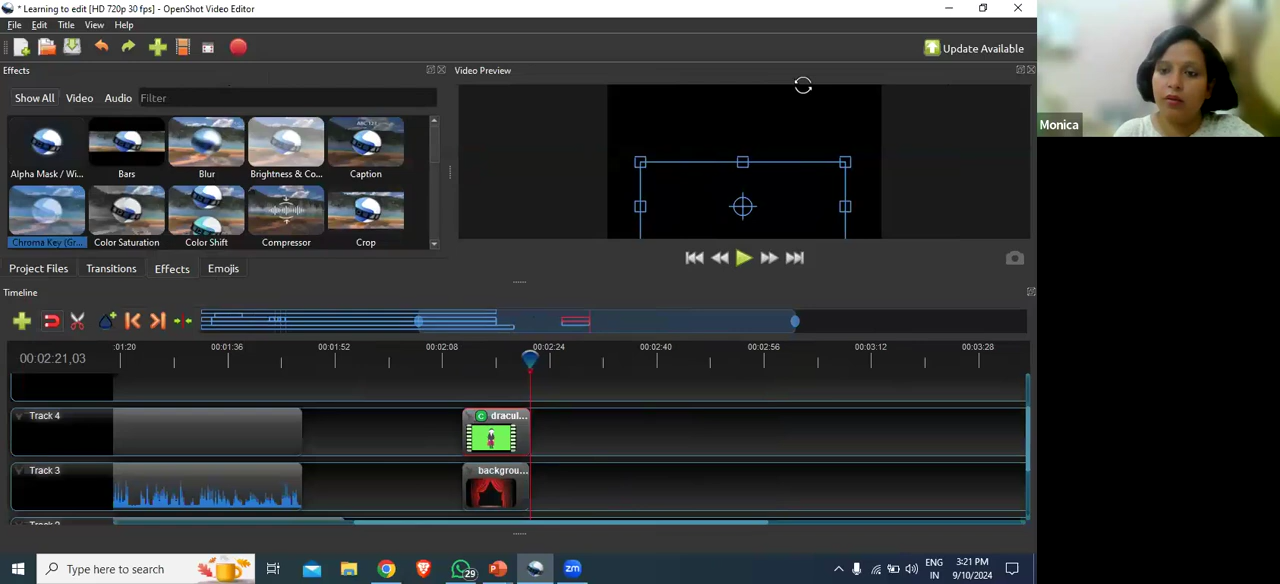 * Learning to edit [HD 720p 30 fps] - OpenShot Video Editor
File Edit Title View Help
Update Available
Effects
Video Preview
Show All Video Audio Filter
Alpha Mask / Wi... Bars Blur Brightness & Co... Caption
Chroma Key (Gr... Color Saturation Color Shift Compressor Crop
Project Files Transitions Effects Emojis
Timeline
00:02:21,03
:01:20 00:01:36 00:01:52 00:02:08 00:02:24 00:02:40 00:02:56 00:03:12 00:03:28
Track 4
C dracul...
Track 3
backgrou...
Type here to search
29
zm
ENG
IN
3:21 PM
9/10/2024
Monica